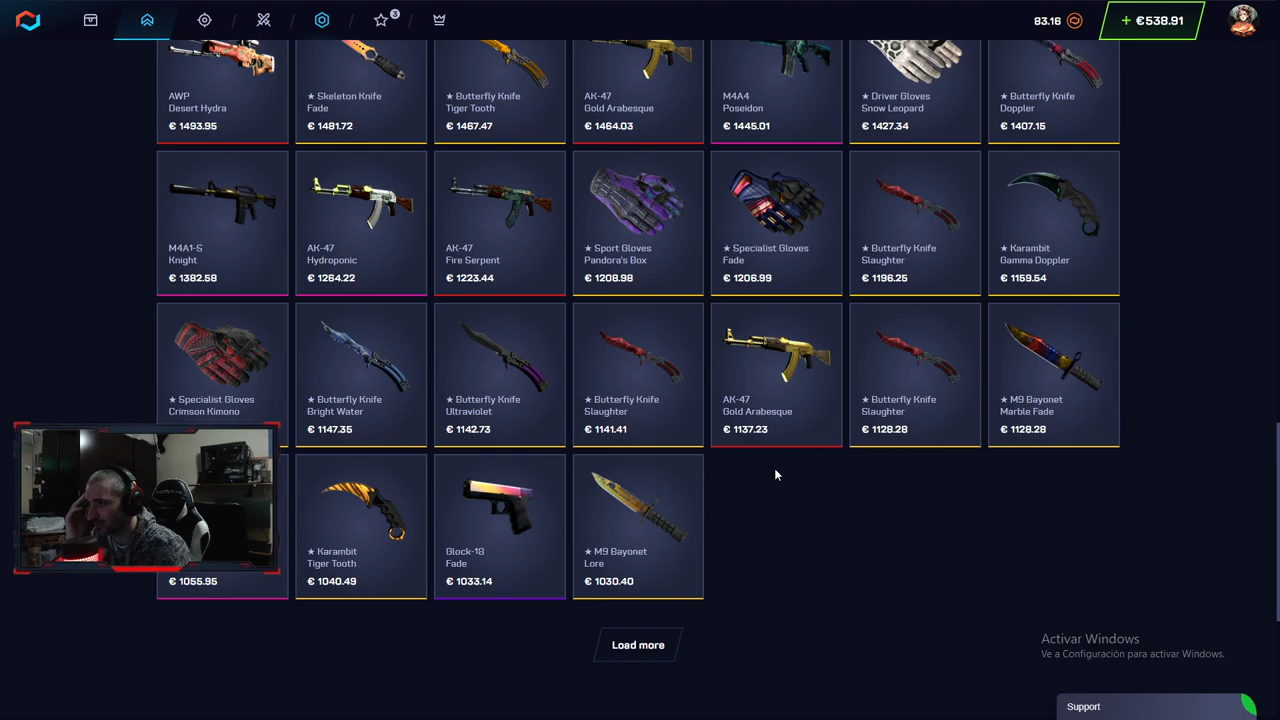 83.16
+ €538.91
3
AWP
Desert Hydra
€ 1493.95
★ Skeleton Knife
Fade
€ 1481.72
★ Butterfly Knife
Tiger Tooth
€ 1467.47
AK-47
Gold Arabesque
€ 1464.03
M4A4
Poseidon
€ 1445.01
★ Driver Gloves
Snow Leopard
€ 1427.34
★ Butterfly Knife
Doppler
€ 1407.15
M4A1-S
Knight
€ 1382.58
AK-47
Hydroponic
€ 1264.22
AK-47
Fire Serpent
€ 1223.44
★ Sport Gloves
Pandora's Box
€ 1208.98
★ Specialist Gloves
Fade
€ 1206.99
★ Butterfly Knife
Slaughter
€ 1196.25
★ Karambit
Gamma Doppler
€ 1159.54
★ Specialist Gloves
Crimson Kimono
★ Butterfly Knife
Bright Water
€ 1147.35
★ Butterfly Knife
Ultraviolet
€ 1142.73
★ Butterfly Knife
Slaughter
€ 1141.41
AK-47
Gold Arabesque
€ 1137.23
★ Butterfly Knife
Slaughter
€ 1128.28
★ M9 Bayonet
Marble Fade
€ 1128.28
€ 1055.95
★ Karambit
Tiger Tooth
€ 1040.49
Glock-18
Fade
€ 1033.14
★ M9 Bayonet
Lore
€ 1030.40
Load more
Activar Windows
Ve a Configuración para activar Windows.
Support